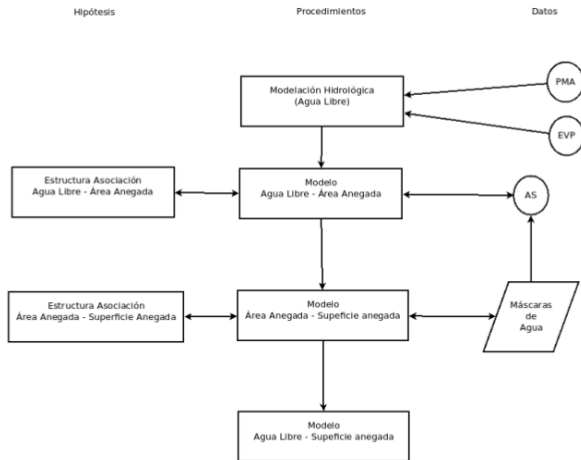 Hipótesis
Procedimientos
Datos
Modelación Hidrológica
(Agua Libre)
PMA
EVP
Estructura Asociación
Agua Libre - Área Anegada
Modelo
Agua Libre - Área Anegada
AS
Estructura Asociación
Área Anegada - Superficie Anegada
Modelo
Área Anegada - Supeficie anegada
Máscaras
de
Agua
Modelo
Agua Libre - Supeficie anegada